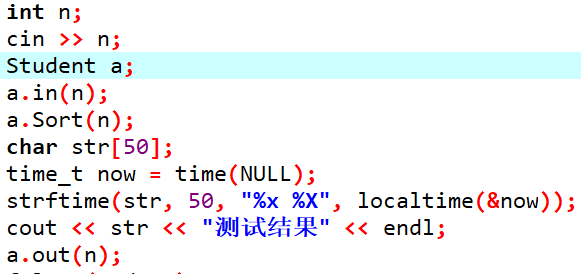 int n;
cin >> n;
Student a;
a.in(n);
a.Sort(n);
char str[50];
time_t now = time(NULL);
strftime(str, 50, "%x %X", localtime(&now));
cout << str << "测试结果" << endl;
a.out(n);